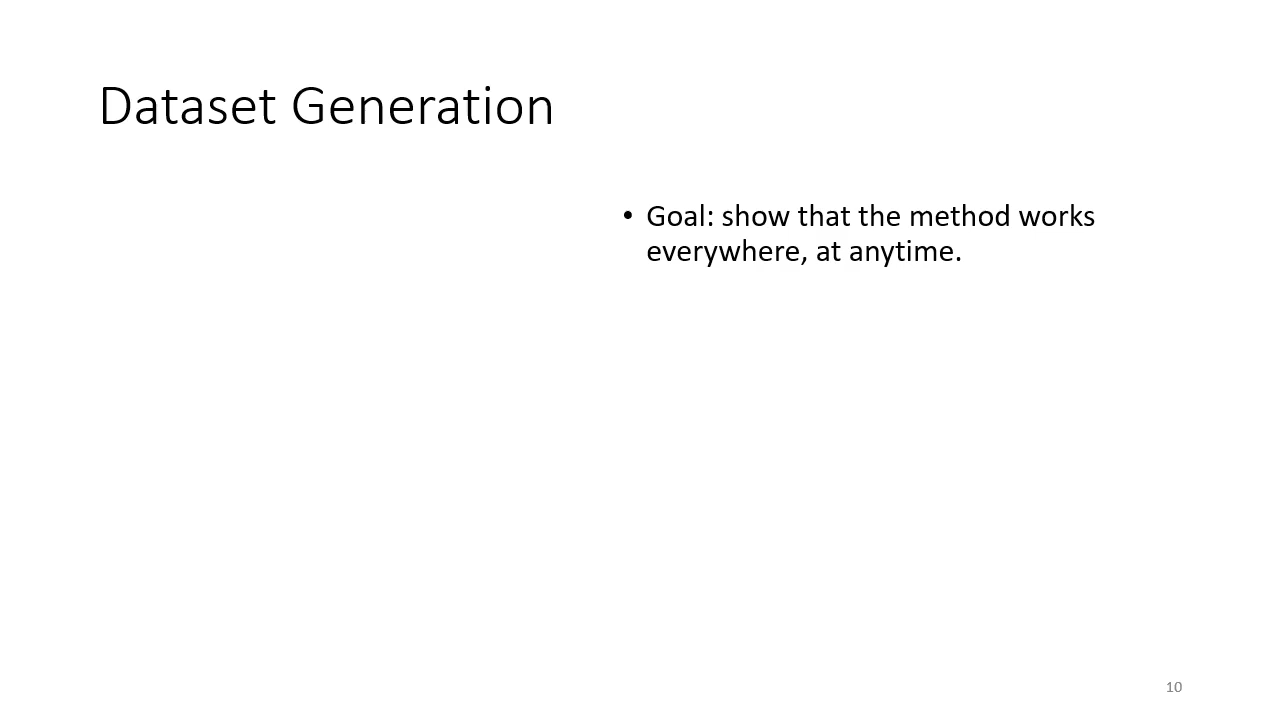 Dataset Generation
• Goal: show that the method works
everywhere, at anytime.
10